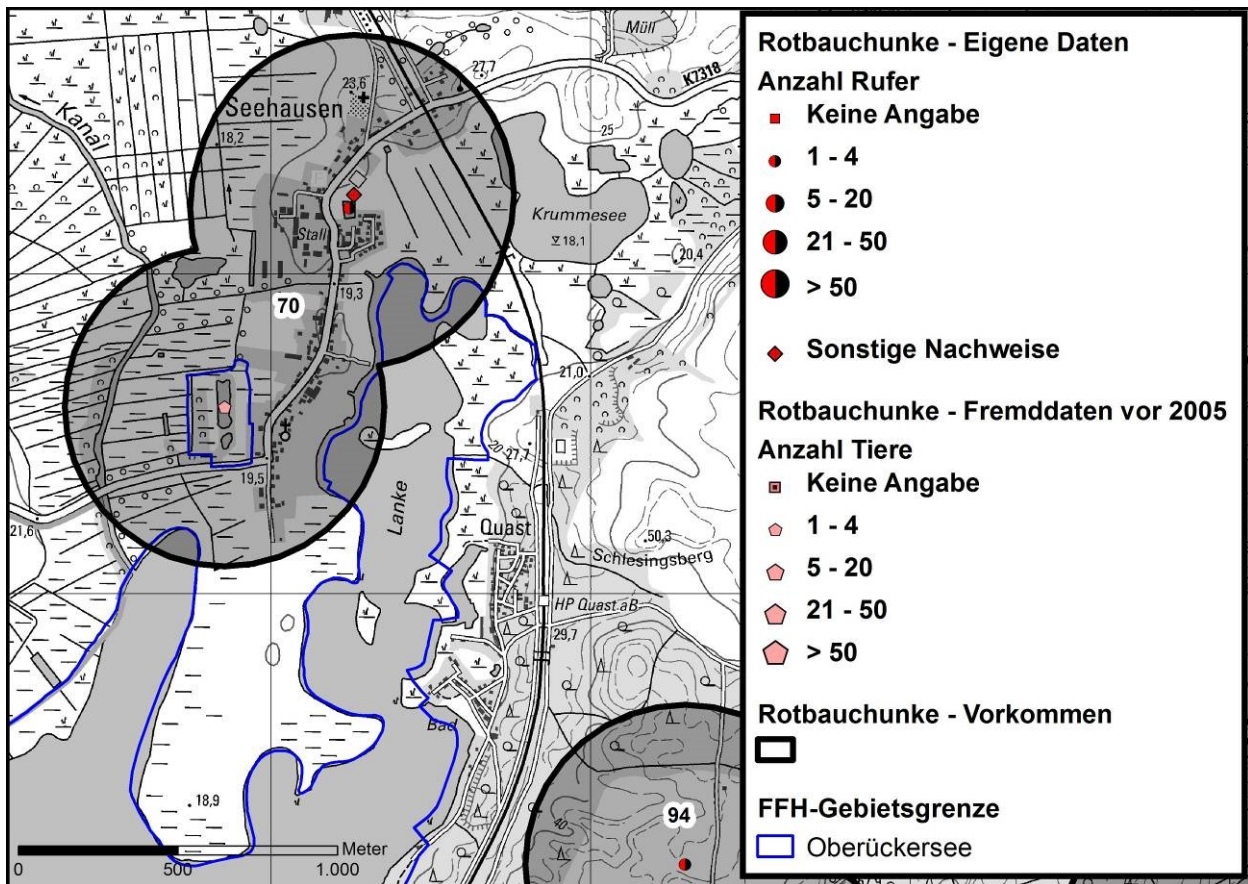 Müll
27,7
K7318
23,6
Seehausen
25
Kanal
18,2
Krummesee
18,1
Stall
20,4
19,3
70
21,0
20
27,7
19,5
Lanke
21,6
Quast
50,3
Schlesingsberg
HP Quast aB
29,7
Bad
18,9
94
40
Meter
0 500 1.000
Rotbauchunke - Eigene Daten
Anzahl Rufer
Keine Angabe
1 - 4
5 - 20
21 - 50
> 50
Sonstige Nachweise
Rotbauchunke - Fremddaten vor 2005
Anzahl Tiere
Keine Angabe
1 - 4
5 - 20
21 - 50
> 50
Rotbauchunke - Vorkommen
FFH-Gebietsgrenze
Oberückersee